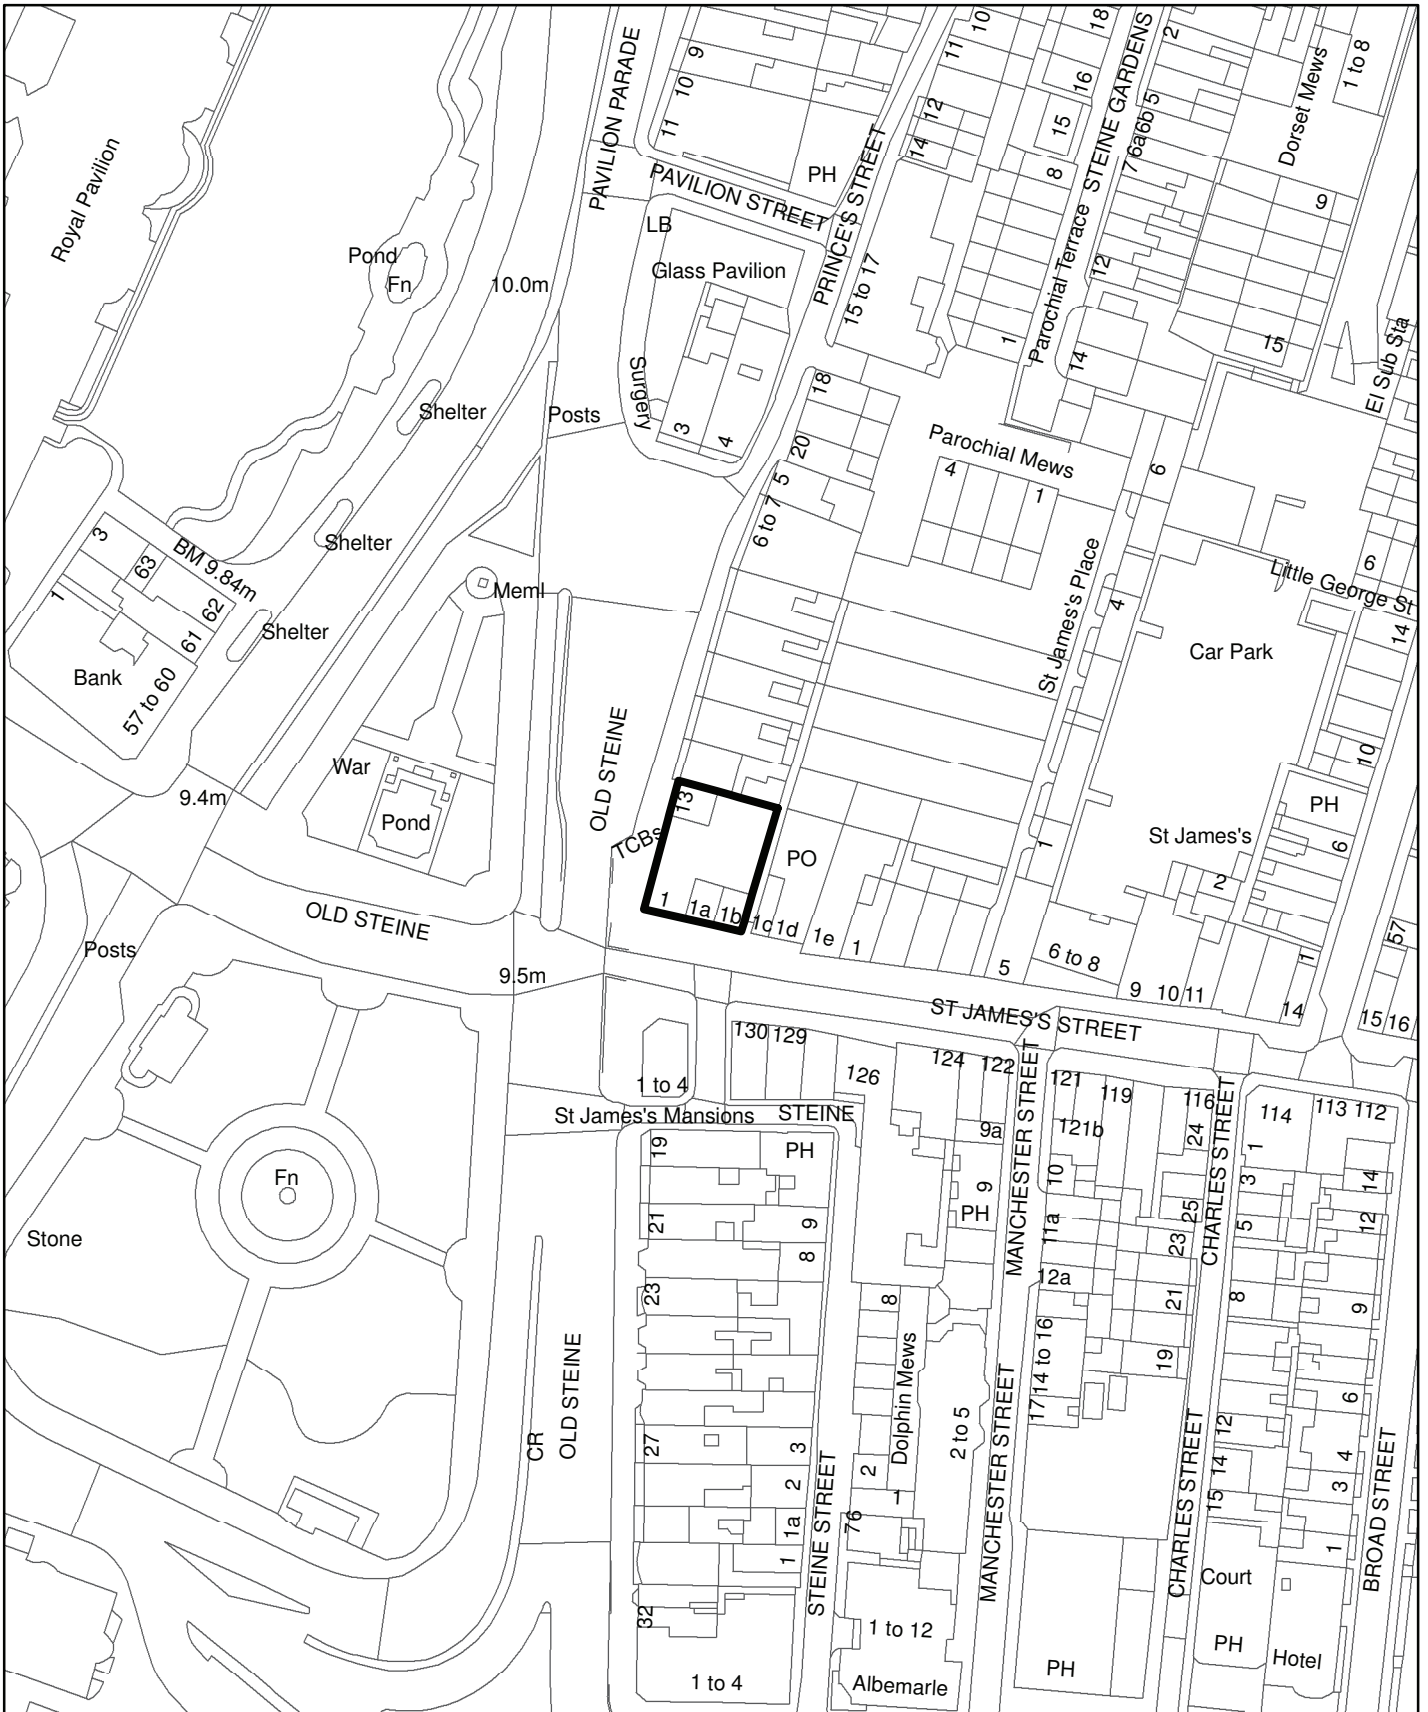 Royal Pavilion
PAVILION PARADE
9
10
11
PH
PAVILION STREET
PRINCE'S STREET
10
11
12
14
18
16
15
8
STEINE GARDENS
Parochial Terrace
2
5
6b
6a
7
12
Dorset Mews
1 to 8
9
15
El Sub Sta
LB
Glass Pavilion
Surgery
3
4
15 to 17
1
14
Pond
Fn
10.0m
Shelter
Posts
Shelter
Shelter
Meml
18
20
5
6 to 7
Parochial Mews
4
1
6
St James's Place
4
1
Little George St
6
14
10
Car Park
BM 9.84m
3
63
62
61
57 to 60
1
Bank
9.4m
War
Pond
OLD STEINE
TCBs
13
1
1a
1b
1c
1d
1e
1
PO
5
6 to 8
9
10
11
14
St James's
2
PH
6
1
57
15
16
OLD STEINE
Posts
9.5m
ST JAMES'S STREET
130
129
126
124
122
121
119
116
114
113
112
1 to 4
St James's Mansions
STEINE
19
PH
21
9
8
23
27
3
2
1a
1
32
1 to 4
Fn
Stone
CR
OLD STEINE
STEINE STREET
8
Dolphin Mews
2
1
76
2 to 5
1 to 12
Albemarle
9a
9
PH
MANCHESTER STREET
MANCHESTER STREET
121b
10
11a
12a
14 to 16
17
24
25
23
21
19
CHARLES STREET
CHARLES STREET
1
3
5
8
12
14
15
14
12
9
6
4
3
1
BROAD STREET
Court
PH
Hotel
PH